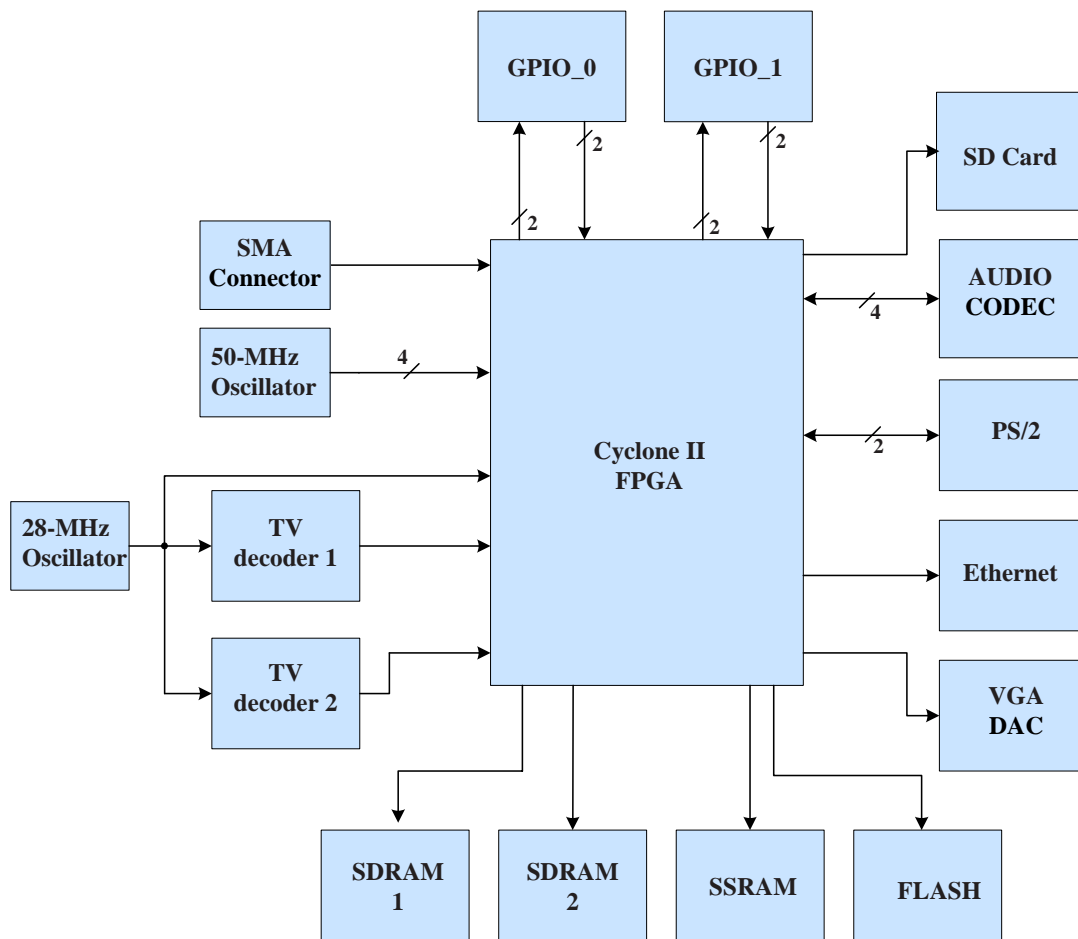 GPIO_0
GPIO_1
SD Card
2
2
2
2
SMA
Connector
AUDIO
CODEC
4
50-MHz
Oscillator
4
PS/2
2
Cyclone II
FPGA
28-MHz
Oscillator
TV
decoder 1
Ethernet
TV
decoder 2
VGA
DAC
SDRAM
1
SDRAM
2
SSRAM
FLASH